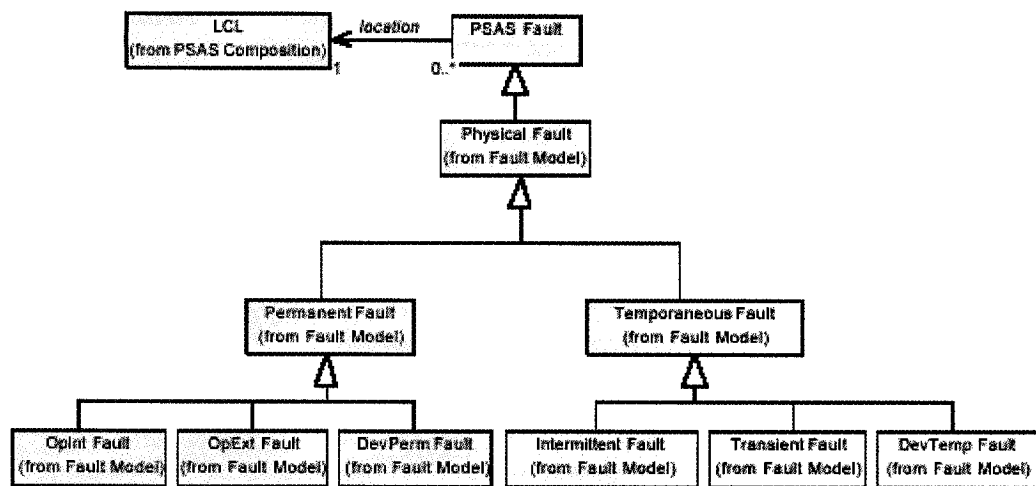 LCL
(from PSAS Composition)
location
PSAS Fault
1
0..*
Physical Fault
(from Fault Model)
Permanent Fault
(from Fault Model)
Temporaneous Fault
(from Fault Model)
OpInt Fault
(from Fault Model)
OpExt Fault
(from Fault Model)
DevPerm Fault
(from Fault Model)
Intermittent Fault
(from Fault Model)
Transient Fault
(from Fault Model)
DevTemp Fault
(from Fault Model)